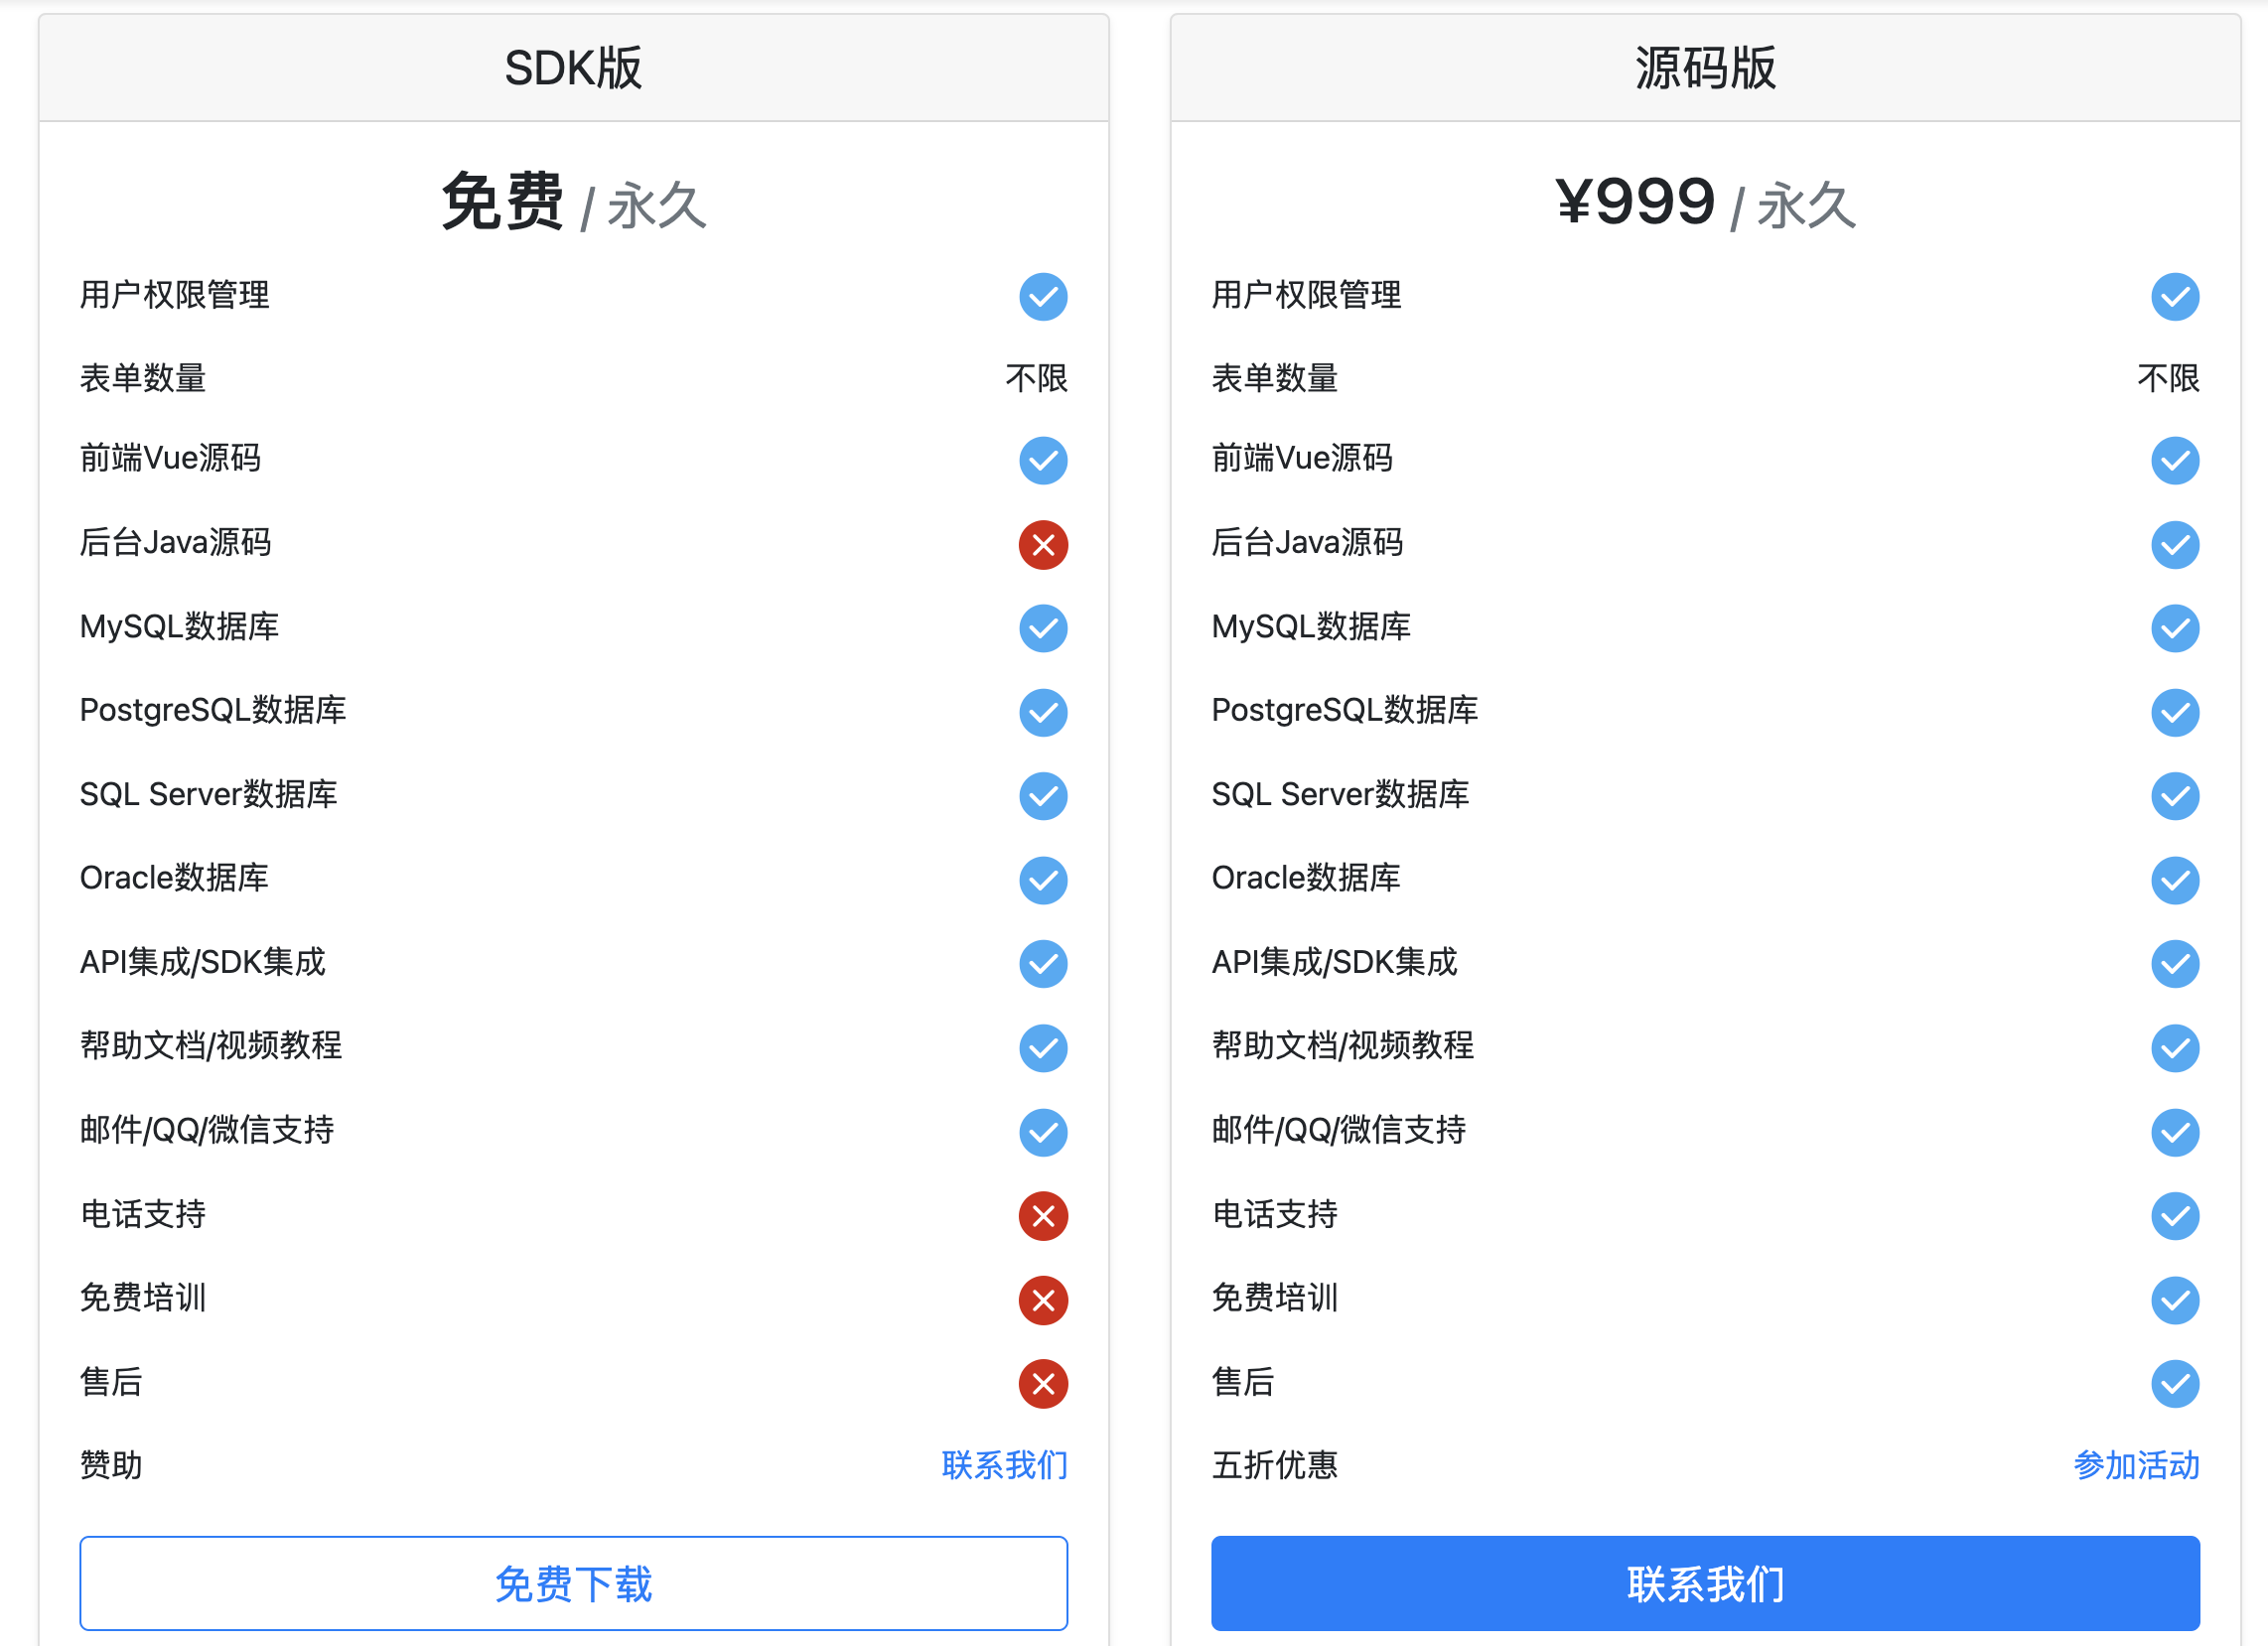 SDK版
免费 / 永久
用户权限管理
表单数量 不限
前端Vue源码
后台Java源码
MySQL数据库
PostgreSQL数据库
SQL Server数据库
Oracle数据库
API集成/SDK集成
帮助文档/视频教程
邮件/QQ/微信支持
电话支持
免费培训
售后
赞助 联系我们
免费下载
源码版
¥999 / 永久
用户权限管理
表单数量 不限
前端Vue源码
后台Java源码
MySQL数据库
PostgreSQL数据库
SQL Server数据库
Oracle数据库
API集成/SDK集成
帮助文档/视频教程
邮件/QQ/微信支持
电话支持
免费培训
售后
五折优惠 参加活动
联系我们